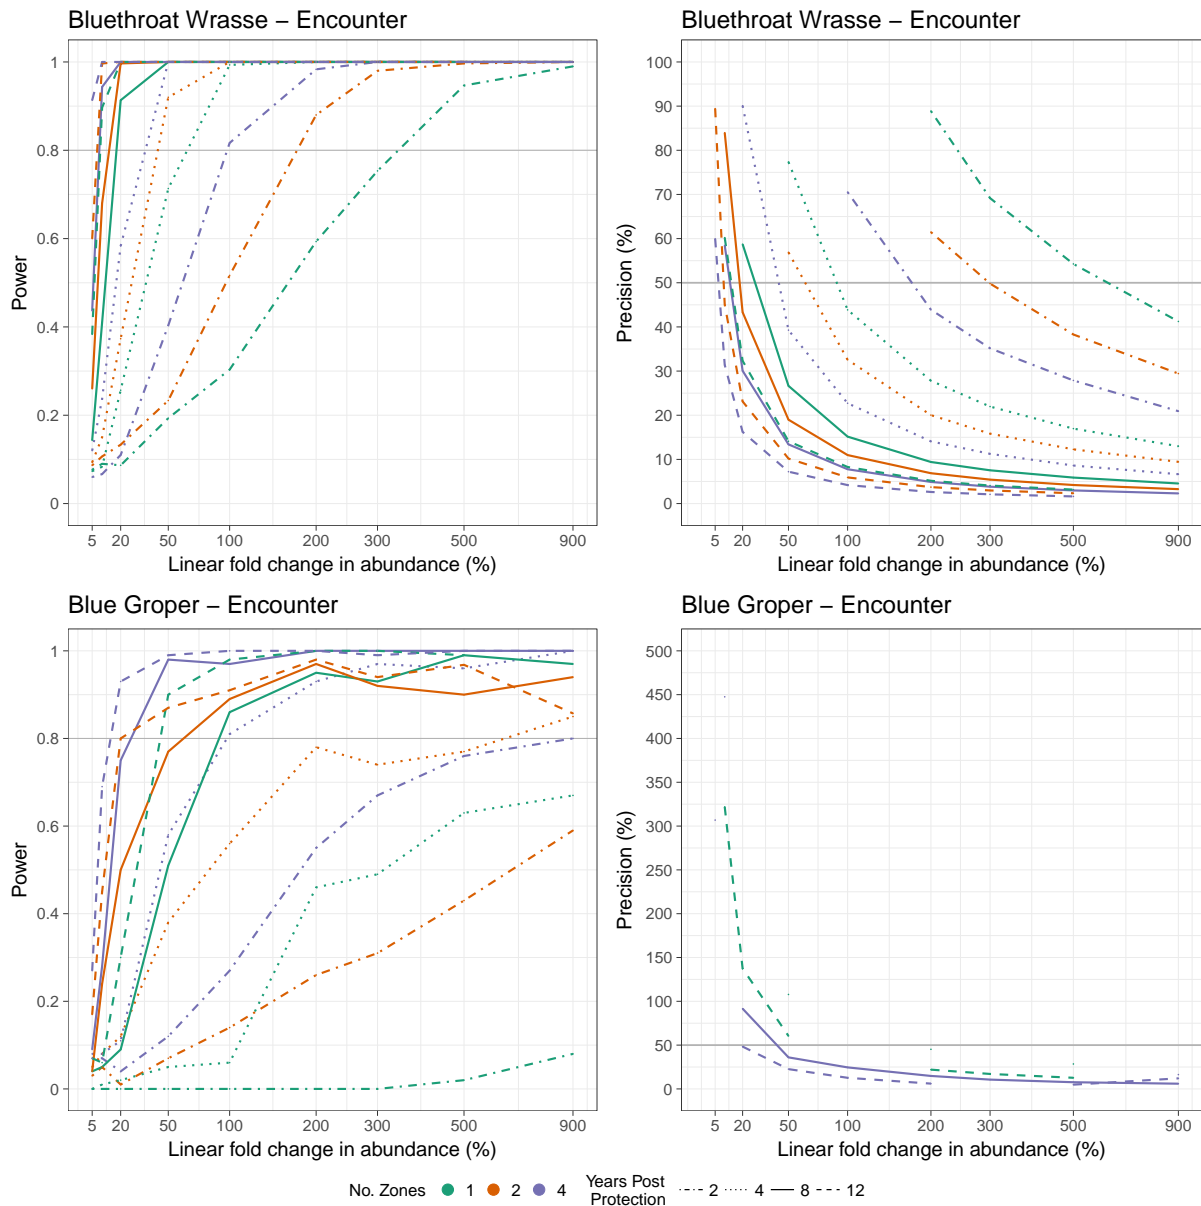 Bluethroat Wrasse – Encounter
Power
1
0.8
0.6
0.4
0.2
0
5 20 50 100 200 300 500 900
Linear fold change in abundance (%)
Bluethroat Wrasse – Encounter
Precision (%)
100
90
80
70
60
50
40
30
20
10
0
5 20 50 100 200 300 500 900
Linear fold change in abundance (%)
Blue Groper – Encounter
Power
1
0.8
0.6
0.4
0.2
0
5 20 50 100 200 300 500 900
Linear fold change in abundance (%)
Blue Groper – Encounter
Precision (%)
500
450
400
350
300
250
200
150
100
50
0
5 20 50 100 200 300 500 900
Linear fold change in abundance (%)
No. Zones 1 2 4
Years Post
Protection
2 4 8 12